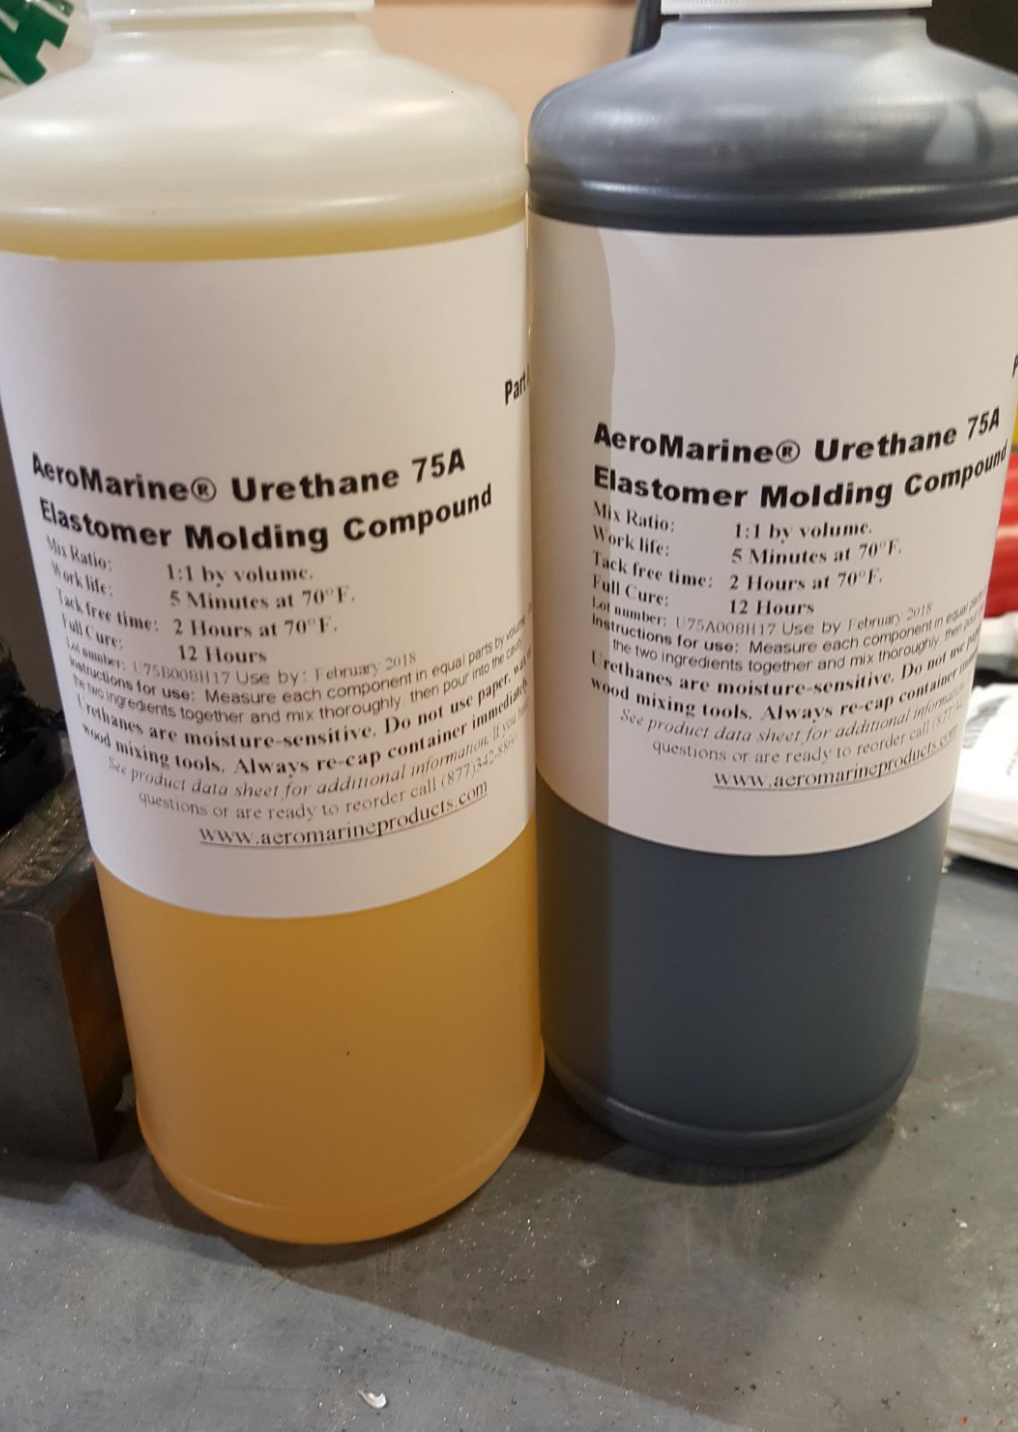 Part
AeroMarine® Urethane 75A
Elastomer Molding Compound
Mix Ratio: 1:1 by volume.
Work life: 5 Minutes at 70°F.
Tack free time: 2 Hours at 70°F.
Full Cure: 12 Hours
Lot number: U75B008H17 Use by: February 2018
Instructions for use: Measure each component in equal parts by volume
the two ingredients together and mix thoroughly, then pour into the cavity
Urethanes are moisture-sensitive. Do not use paper,
wood mixing tools. Always re-cap container immediately
See product data sheet for additional information. If you
questions or are ready to reorder call (877)342-
www.aeromarineproducts.com
AeroMarine® Urethane 75A
Elastomer Molding Compound
Mix Ratio: 1:1 by volume.
Work life: 5 Minutes at 70°F.
Tack free time: 2 Hours at 70°F.
Full Cure: 12 Hours
Lot number: U75A008H17 Use by February 2018
Instructions for use: Measure each component in equal
the two ingredients together and mix thoroughly, then pour
Urethanes are moisture-sensitive. Do not use
wood mixing tools. Always re-cap container
See product data sheet for additional
questions or are ready to reorder call (877)
www.aeromarineproducts.com